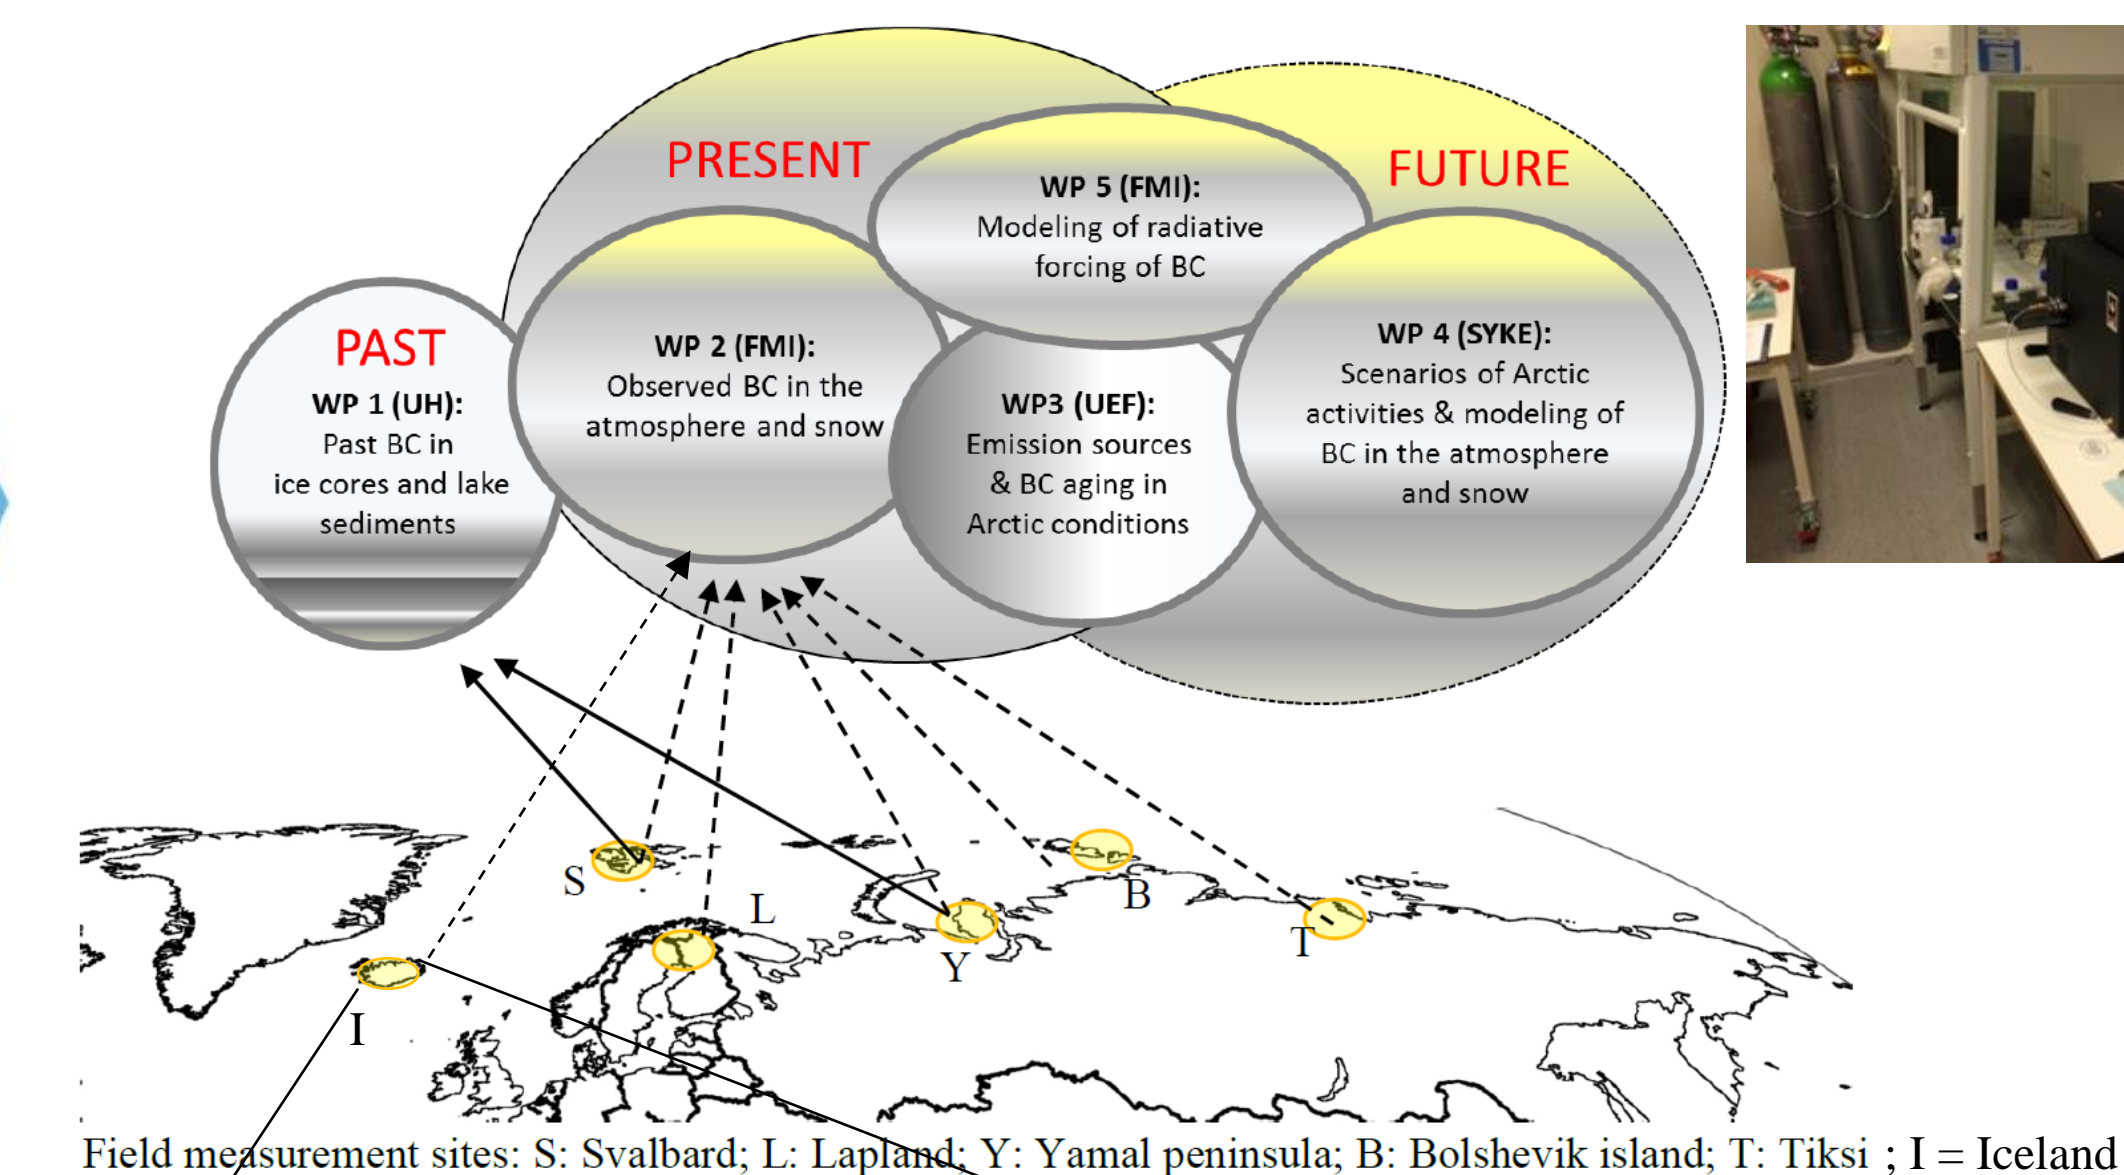 PRESENT
FUTURE
WP 5 (FMI):
Modeling of radiative
forcing of BC
PAST
WP 1 (UH):
Past BC in
ice cores and lake
sediments
WP 2 (FMI):
Observed BC in the
atmosphere and snow
WP3 (UEF):
Emission sources
& BC aging in
Arctic conditions
WP 4 (SYKE):
Scenarios of Arctic
activities & modeling of
BC in the atmosphere
and snow
S
L
B
Y
T
I
Field measurement sites: S: Svalbard; L: Lapland; Y: Yamal peninsula; B: Bolshevik island; T: Tiksi ; I = Iceland